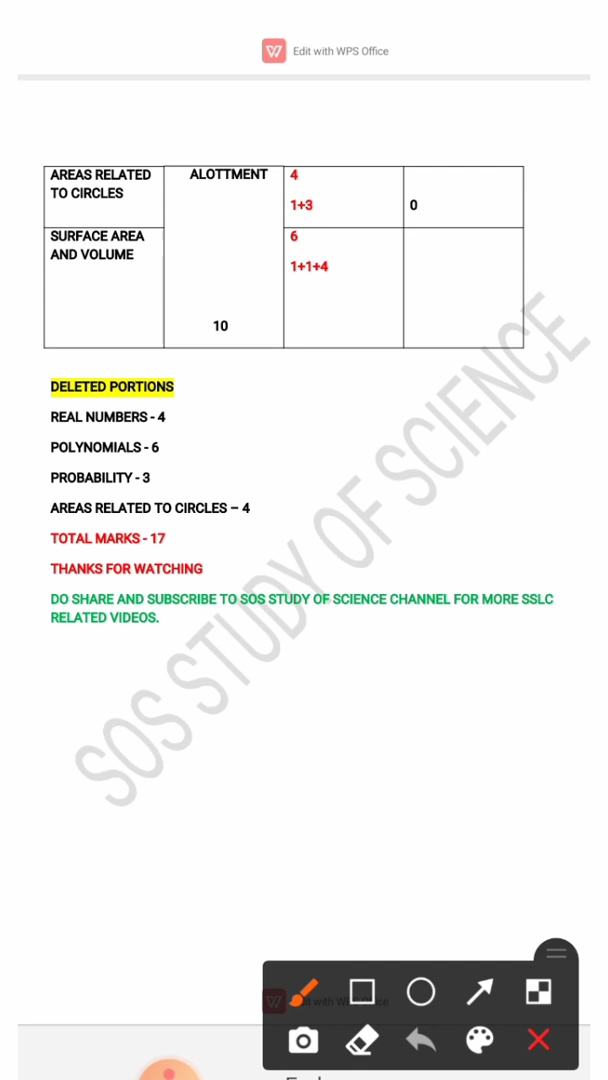 Edit with WPS Office
AREAS RELATED
TO CIRCLES
ALOTTMENT
10
4
1+3
0
SURFACE AREA
AND VOLUME
6
1+1+4
DELETED PORTIONS
REAL NUMBERS - 4
POLYNOMIALS - 6
PROBABILITY - 3
AREAS RELATED TO CIRCLES – 4
TOTAL MARKS - 17
THANKS FOR WATCHING
DO SHARE AND SUBSCRIBE TO SOS STUDY OF SCIENCE CHANNEL FOR MORE SSLC
RELATED VIDEOS.
SOS STUDY OF SCIENCE